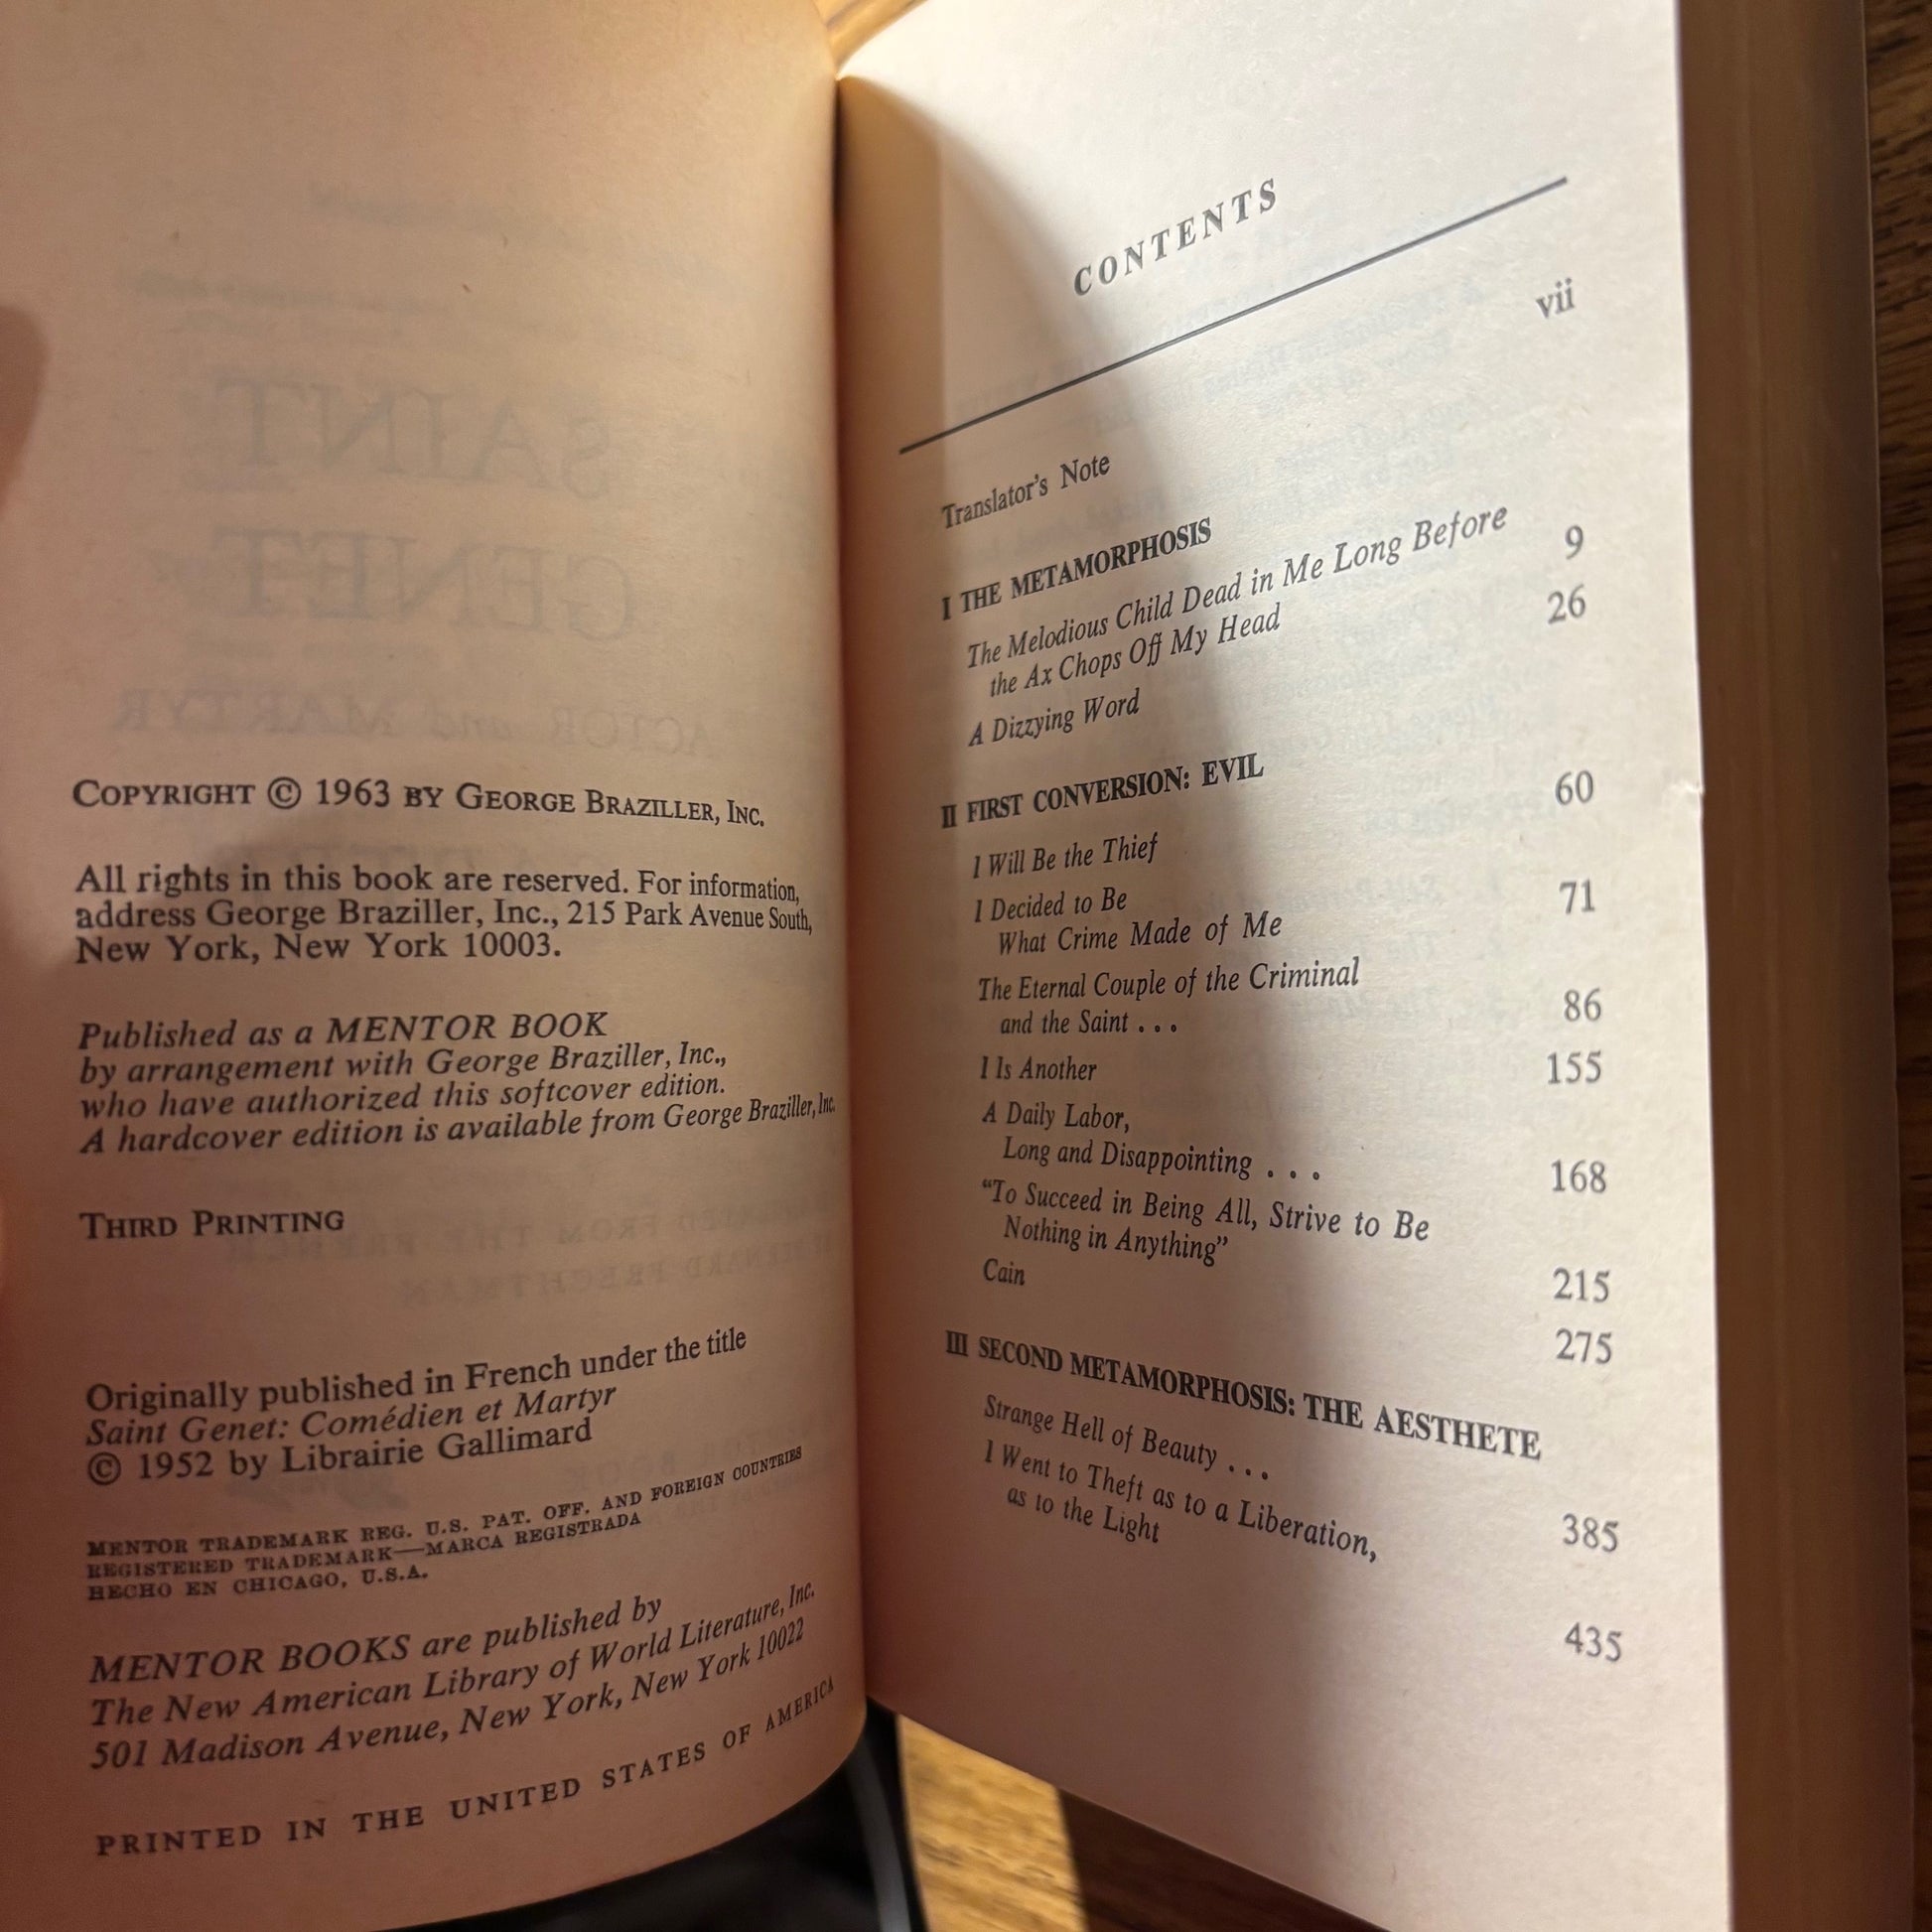 COPYRIGHT © 1963 BY GEORGE BRAZILLER, INC.
All rights in this book are reserved. For information,
address George Braziller, Inc., 215 Park Avenue South,
New York, New York 10003.
Published as a MENTOR BOOK
by arrangement with George Braziller, Inc.,
who have authorized this softcover edition.
A hardcover edition is available from George Braziller, Inc.
THIRD PRINTING
Originally published in French under the title
Saint Genet: Comédien et Martyr
© 1952 by Librairie Gallimard
MENTOR TRADEMARK REG. U.S. PAT. OFF. AND FOREIGN COUNTRIES
REGISTERED TRADEMARK—MARCA REGISTRADA
HECHO EN CHICAGO, U.S.A.
MENTOR BOOKS are published by
The New American Library of World Literature, Inc.
501 Madison Avenue, New York, New York 10022
PRINTED IN THE UNITED STATES OF AMERICA
CONTENTS
Translator's Note vii
I THE METAMORPHOSIS
The Melodious Child Dead in Me Long Before
the Ax Chops Off My Head 9
A Dizzying Word 26
II FIRST CONVERSION: EVIL
I Will Be the Thief 60
I Decided to Be
What Crime Made of Me 71
The Eternal Couple of the Criminal
and the Saint . . . 86
I Is Another 155
A Daily Labor,
Long and Disappointing . . . 168
“To Succeed in Being All, Strive to Be
Nothing in Anything” 215
Cain 275
III SECOND METAMORPHOSIS: THE AESTHETE
Strange Hell of Beauty . . . 385
I Went to Theft as to a Liberation,
as to the Light 435